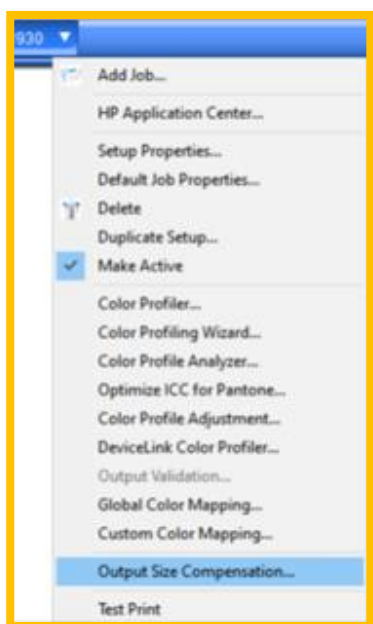 930
Add Job...
HP Application Center...
Setup Properties...
Default Job Properties...
Delete
Duplicate Setup...
Make Active
Color Profiler...
Color Profiling Wizard...
Color Profile Analyzer...
Optimize ICC for Pantone...
Color Profile Adjustment...
DeviceLink Color Profiler...
Output Validation...
Global Color Mapping...
Custom Color Mapping...
Output Size Compensation...
Test Print